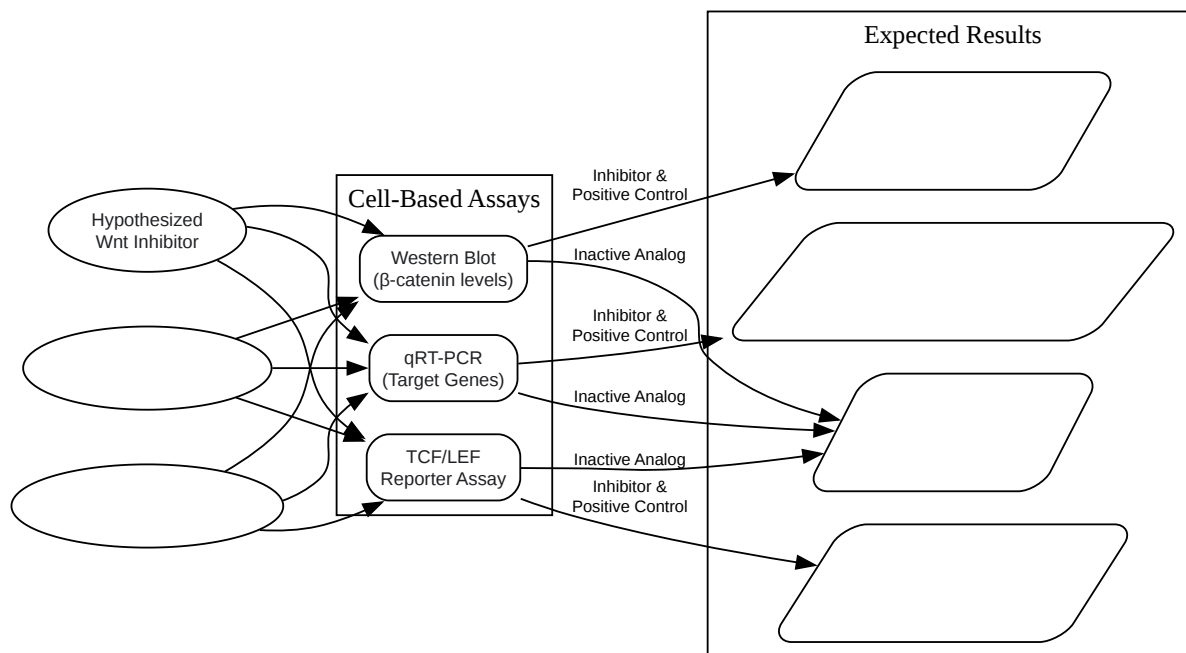 Expected Results
Inhibitor &
Positive Control
Cell-Based Assays
Hypothesized
Wnt Inhibitor
Western Blot
(β-catenin levels)
Inactive Analog
Inhibitor &
Positive Control
qRT-PCR
(Target Genes)
Inactive Analog
TCF/LEF
Reporter Assay
Inactive Analog
Inhibitor &
Positive Control